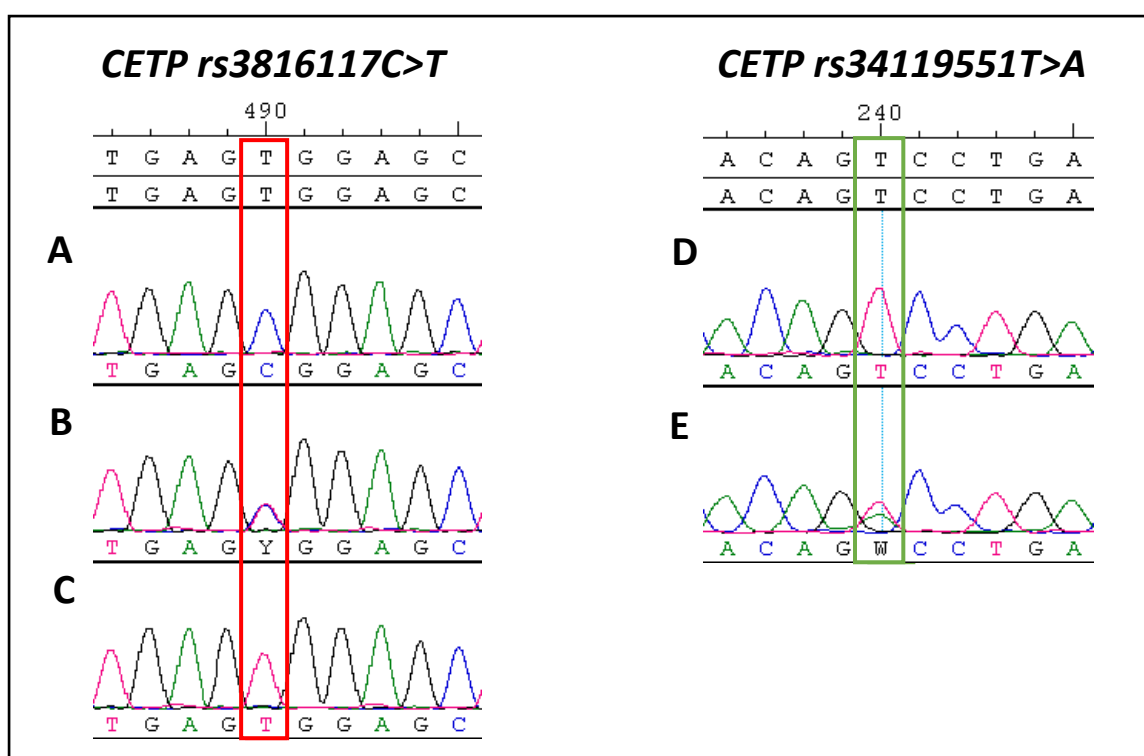 CETP rs3816117C>T
490
T G A G T G G A G C
T G A G T G G A G C
A
T G A G C G G A G C
B
T G A G Y G G A G C
C
T G A G T G G A G C
CETP rs34119551T>A
240
A C A G T C C T G A
A C A G T C C T G A
D
A C A G T C C T G A
E
A C A G W C C T G A